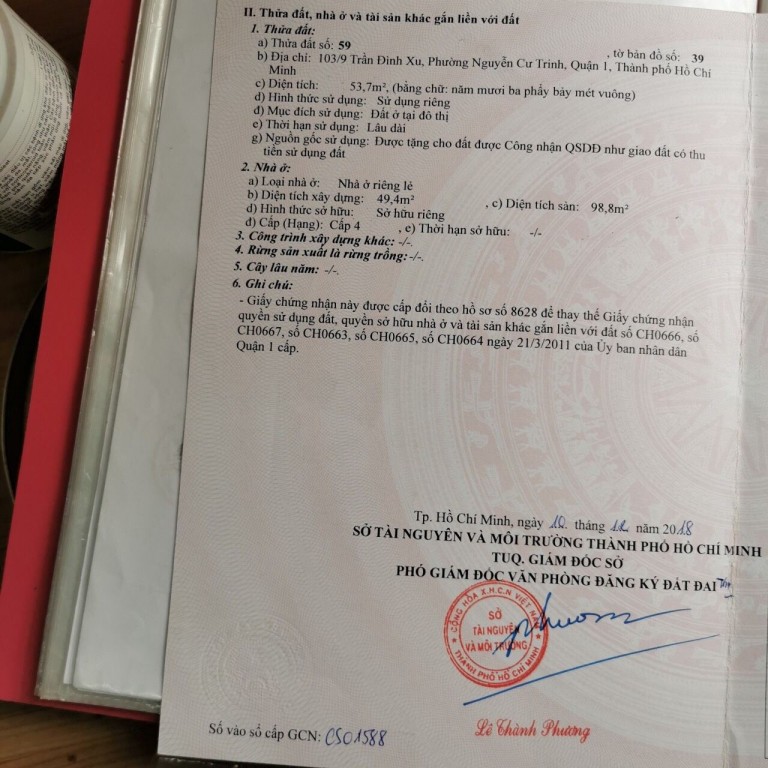 II. Thửa đất, nhà ở và tài sản khác gắn liền với đất
1. Thửa đất:
a) Thửa đất số: 59 , tờ bản đồ số: 39
b) Địa chỉ: 103/9 Trần Đình Xu, Phường Nguyễn Cư Trinh, Quận 1, Thành phố Hồ Chí
Minh
c) Diện tích: 53,7m², (bằng chữ: năm mươi ba phẩy bảy mét vuông)
d) Hình thức sử dụng: Sử dụng riêng
đ) Mục đích sử dụng: Đất ở tại đô thị
e) Thời hạn sử dụng: Lâu dài
g) Nguồn gốc sử dụng: Được tặng cho đất được Công nhận QSDĐ như giao đất có thu
tiền sử dụng đất
2. Nhà ở:
a) Loại nhà ở: Nhà ở riêng lẻ
b) Diện tích xây dựng: 49,4m² , c) Diện tích sàn: 98,8m²
d) Hình thức sở hữu: Sở hữu riêng
đ) Cấp (Hạng): Cấp 4 , e) Thời hạn sở hữu: -/-
3. Công trình xây dựng khác: -/-.
4. Rừng sản xuất là rừng trồng:-/-.
5. Cây lâu năm: -/-.
6. Ghi chú:
- Giấy chứng nhận này được cấp đổi theo hồ sơ số 8628 để thay thế Giấy chứng nhận
quyền sử dụng đất, quyền sở hữu nhà ở và tài sản khác gắn liền với đất số CH0666, số
CH0667, số CH0663, số CH0665, số CH0664 ngày 21/3/2011 của Ủy ban nhân dân
Quận 1 cấp.
Tp. Hồ Chí Minh, ngày 10 tháng 12 năm 2018
SỞ TÀI NGUYÊN VÀ MÔI TRƯỜNG THÀNH PHỐ HỒ CHÍ MINH
TUQ. GIÁM ĐỐC SỞ
PHÓ GIÁM ĐỐC VĂN PHÒNG ĐĂNG KÝ ĐẤT ĐAI
CỘNG HÒA X.H.C.N VIỆT NAM
SỞ
TÀI NGUYÊN
VÀ MÔI TRƯỜNG
THÀNH PHỐ HỒ CHÍ MINH
Lê Thành Phương
Số vào sổ cấp GCN: CS01588